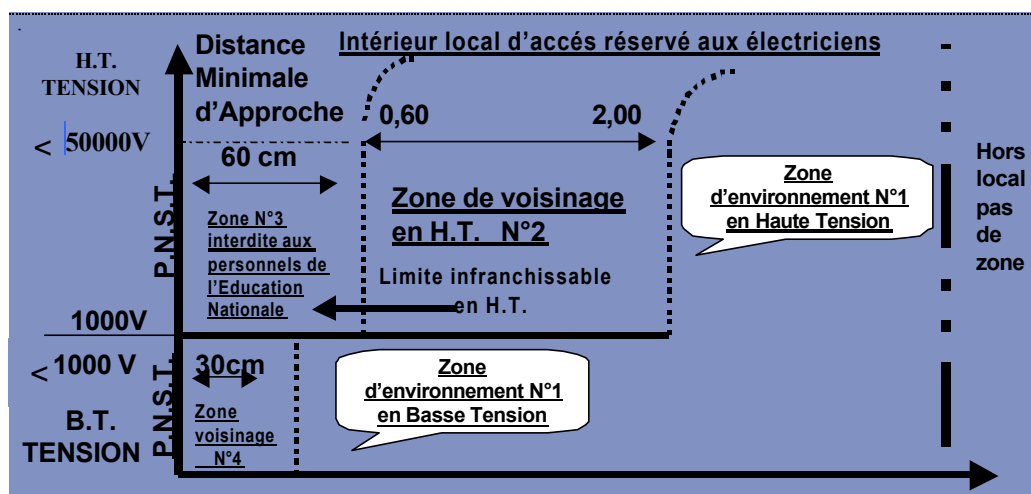 H.T.
TENSION
< 50000V
P.N.S.T.
1000V
< 1000 V
P.N.S.T.
B.T.
TENSION
Distance
Minimale
d'Approche
Intérieur local d'accés réservé aux électriciens
0,60
2,00
60 cm
Zone N°3
interdite aux
personnels de
l'Education
Nationale
Zone de voisinage
en H.T. N°2
Limite infranchissable
en H.T.
Zone
d'environnement N°1
en Haute Tension
Hors
local
pas
de
zone
30cm
Zone
voisinage
N°4
Zone
d'environnement N°1
en Basse Tension